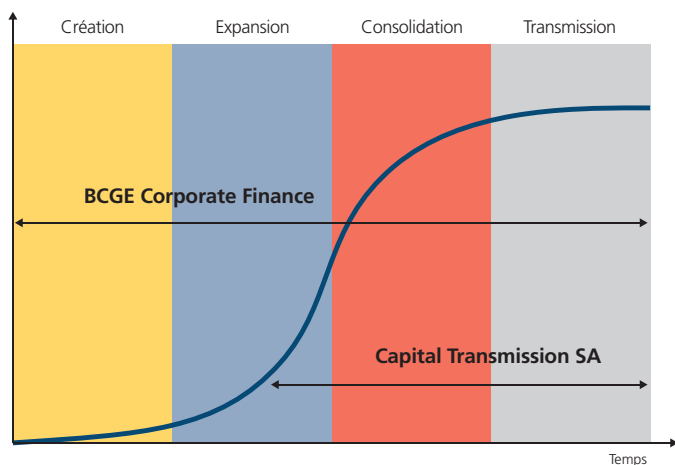 Création Expansion Consolidation Transmission
BCGE Corporate Finance
Capital Transmission SA
Temps